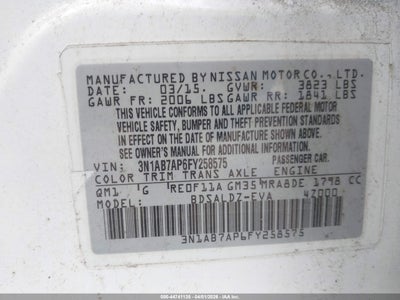 MANUFACTURED BY NISSAN MOTOR CO., LTD.
DATE: 03/15. GVWR: 3823 LBS
GAWR FR: 2006 LBS GAWR RR: 1841 LBS
THIS VEHICLE CONFORMS TO ALL
APPLICABLE FEDERAL MOTOR VEHICLE
SAFETY, BUMPER AND THEFT PREVENTION STANDARDS
IN EFFECT ON THE DATE OF MANUFACTURE SHOWN ABOVE.
SEE OWNER'S MANUAL FOR ADDITIONAL INFORMATION.
VIN: 3N1AB7AP6FY258575 PASSENGER CAR.
COLOR TRIM TRANS AXLE ENGINE
QM1 G RE0F11A GM35 MRA8DE 1798 CC
MODEL: BDSALDZ-EVA 47000
3N1AB7AP6FY258575